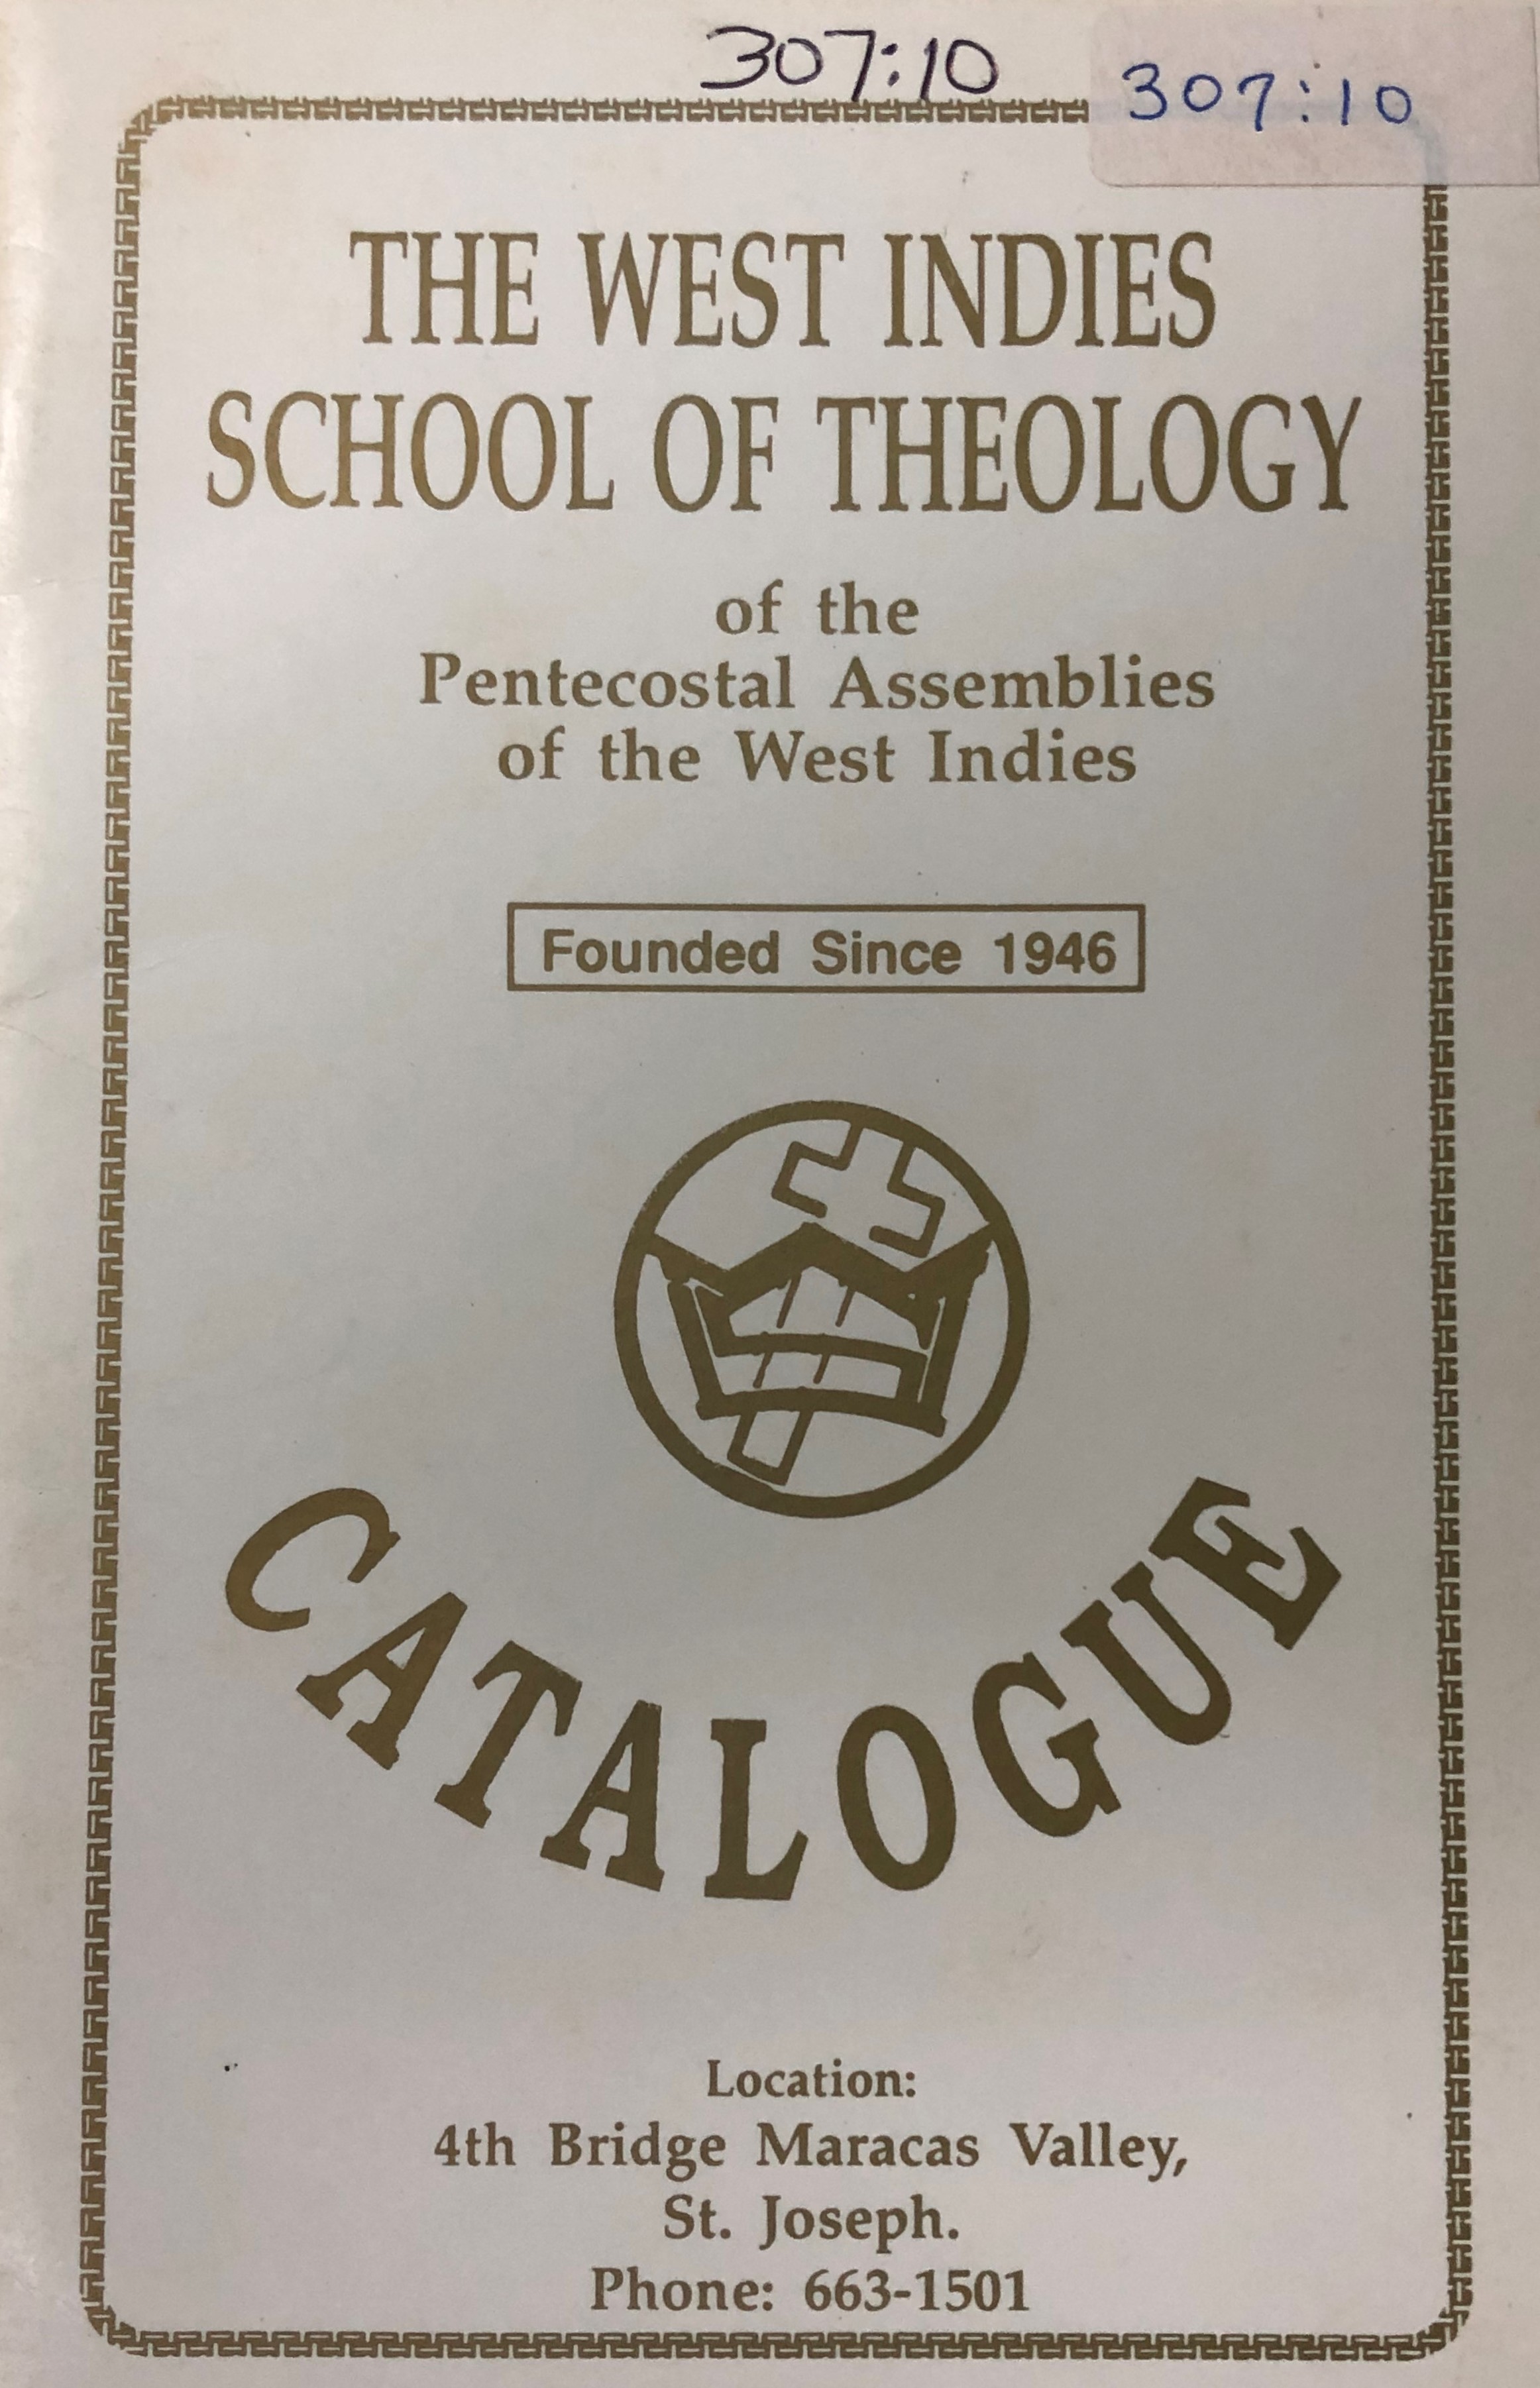 307:10
307:10
THE WEST INDIES
SCHOOL OF THEOLOGY
of the
Pentecostal Assemblies
of the West Indies
Founded Since 1946
CATALOGUE
Location:
4th Bridge Maracas Valley,
St. Joseph.
Phone: 663-1501